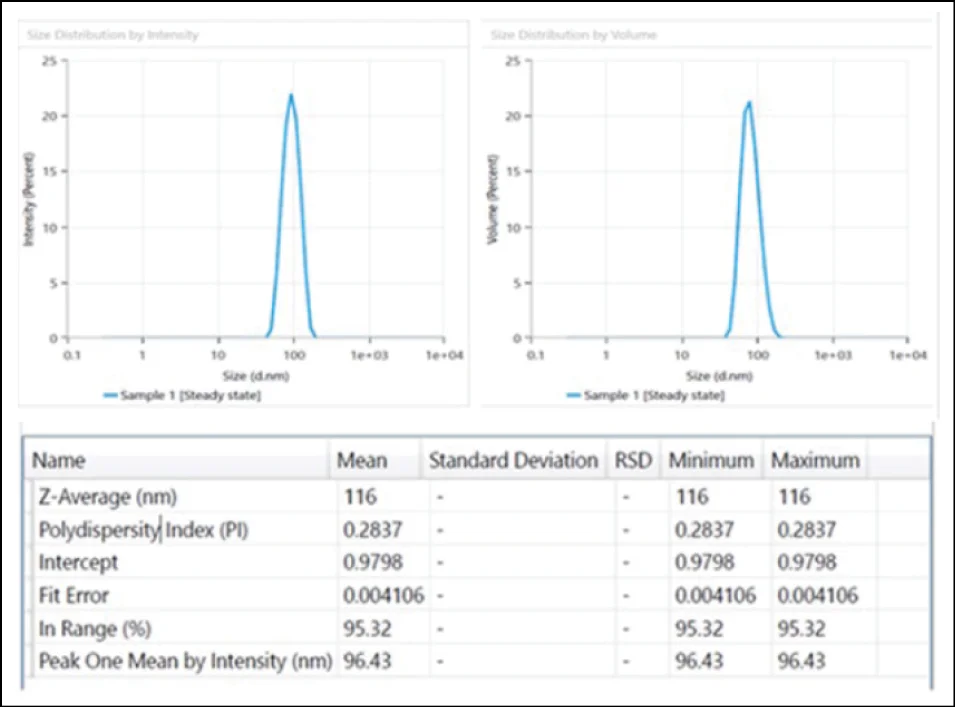 Size Distribution by Intensity
25
20
15
10
5
0
Intensity (Percent)
0.1 1 10 100 1e+03 1e+04
Size (d.nm)
Sample 1 [Steady state]
Size Distribution by Volume
25
20
15
10
5
0
Volume (Percent)
0.1 1 10 100 1e+03 1e+04
Size (d.nm)
Sample 1 [Steady state]
Name Mean Standard Deviation RSD Minimum Maximum
Z-Average (nm) 116 - - 116 116
Polydispersity Index (PI) 0.2837 - - 0.2837 0.2837
Intercept 0.9798 - - 0.9798 0.9798
Fit Error 0.004106 - - 0.004106 0.004106
In Range (%) 95.32 - - 95.32 95.32
Peak One Mean by Intensity (nm) 96.43 - - 96.43 96.43